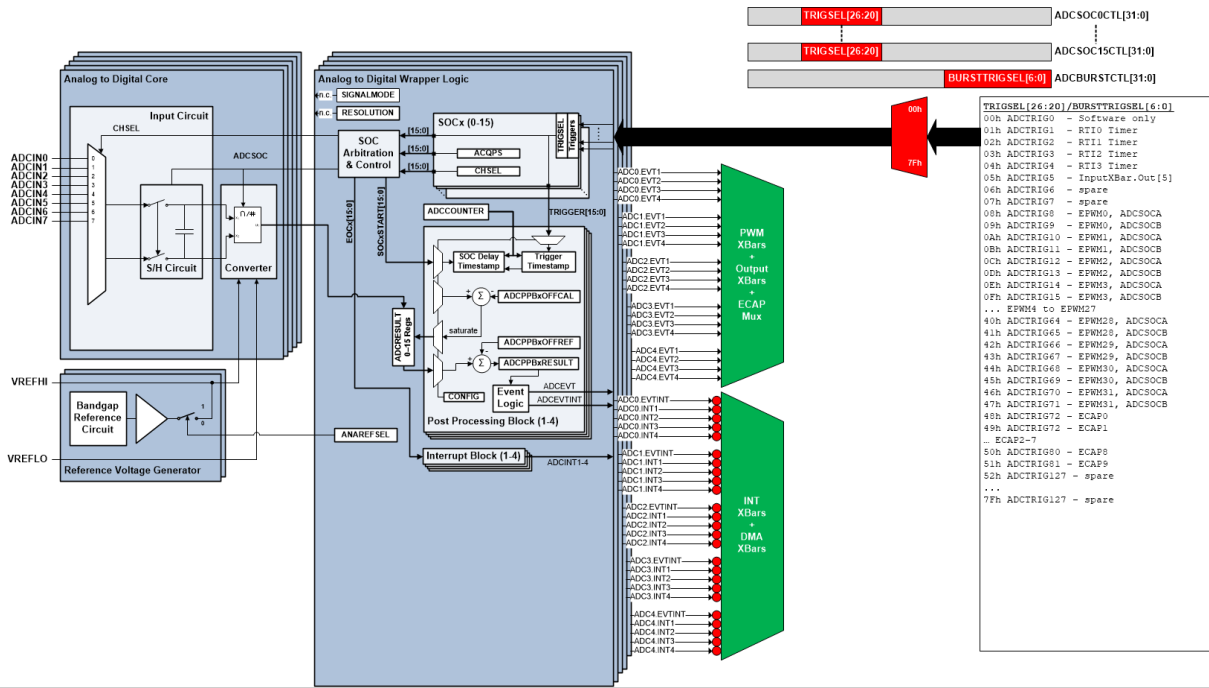 TRIGSEL[26:20]
ADCSOC0CTL[31:0]
TRIGSEL[26:20]
ADCSOC15CTL[31:0]
BURSTTRIGSEL[6:0]
ADCBURSTCTL[31:0]
Analog to Digital Core
Input Circuit
CHSEL
ADCSOC
ADCIN0
ADCIN1
ADCIN2
ADCIN3
ADCIN4
ADCIN5
ADCIN6
ADCIN7
0
1
2
3
4
5
6
7
S/H Circuit
Converter
VREFHI
VREFLO
Bandgap
Reference
Circuit
1
0
Reference Voltage Generator
Analog to Digital Wrapper Logic
n.c.
SIGNALMODE
n.c.
RESOLUTION
SOC
Arbitration
& Control
[15:0]
[15:0]
[15:0]
SOCx (0-15)
ACQPS
CHSEL
TRIGSEL
Triggers
EOCx[15:0]
SOCxSTART[15:0]
ADCCOUNTER
TRIGGER[15:0]
SOC Delay
Timestamp
Trigger
Timestamp
ADCRESULT
0–15 Regs
+
-
Σ
ADCPPBxOFFCAL
saturate
ADCPPBxOFFREF
+
-
Σ
ADCPPBxRESULT
CONFIG
Event
Logic
ADCEVT
ADCEVTINT
Post Processing Block (1-4)
ANAREFSEL
Interrupt Block (1-4)
ADCINT1-4
ADC0.EVT1
ADC0.EVT2
ADC0.EVT3
ADC0.EVT4
ADC1.EVT1
ADC1.EVT2
ADC1.EVT3
ADC1.EVT4
ADC2.EVT1
ADC2.EVT2
ADC2.EVT3
ADC2.EVT4
ADC3.EVT1
ADC3.EVT2
ADC3.EVT3
ADC3.EVT4
ADC4.EVT1
ADC4.EVT2
ADC4.EVT3
ADC4.EVT4
PWM
XBars
+
Output
XBars
+
ECAP
Mux
ADC0.EVTINT
ADC0.INT1
ADC0.INT2
ADC0.INT3
ADC0.INT4
ADC1.EVTINT
ADC1.INT1
ADC1.INT2
ADC1.INT3
ADC1.INT4
ADC2.EVTINT
ADC2.INT1
ADC2.INT2
ADC2.INT3
ADC2.INT4
ADC3.EVTINT
ADC3.INT1
ADC3.INT2
ADC3.INT3
ADC3.INT4
ADC4.EVTINT
ADC4.INT1
ADC4.INT2
ADC4.INT3
ADC4.INT4
INT
XBars
+
DMA
XBars
00h
7Fh
TRIGSEL[26:20]/BURSTTRIGSEL[6:0]
00h ADCTRIG0 - Software only
01h ADCTRIG1 - RTI0 Timer
02h ADCTRIG2 - RTI1 Timer
03h ADCTRIG3 - RTI2 Timer
04h ADCTRIG4 - RTI3 Timer
05h ADCTRIG5 - InputXBar.Out[5]
06h ADCTRIG6 - spare
07h ADCTRIG7 - spare
08h ADCTRIG8 - EPWM0, ADCSOCA
09h ADCTRIG9 - EPWM0, ADCSOCB
0Ah ADCTRIG10 - EPWM1, ADCSOCA
0Bh ADCTRIG11 - EPWM1, ADCSOCB
0Ch ADCTRIG12 - EPWM2, ADCSOCA
0Dh ADCTRIG13 - EPWM2, ADCSOCB
0Eh ADCTRIG14 - EPWM3, ADCSOCA
0Fh ADCTRIG15 - EPWM3, ADCSOCB
... EPWM4 to EPWM27
40h ADCTRIG64 - EPWM28, ADCSOCA
41h ADCTRIG65 - EPWM28, ADCSOCB
42h ADCTRIG66 - EPWM29, ADCSOCA
43h ADCTRIG67 - EPWM29, ADCSOCB
44h ADCTRIG68 - EPWM30, ADCSOCA
45h ADCTRIG69 - EPWM30, ADCSOCB
46h ADCTRIG70 - EPWM31, ADCSOCA
47h ADCTRIG71 - EPWM31, ADCSOCB
48h ADCTRIG72 - ECAP0
49h ADCTRIG72 - ECAP1
… ECAP2-7
50h ADCTRIG80 - ECAP8
51h ADCTRIG81 - ECAP9
52h ADCTRIG127 - spare
...
7Fh ADCTRIG127 - spare